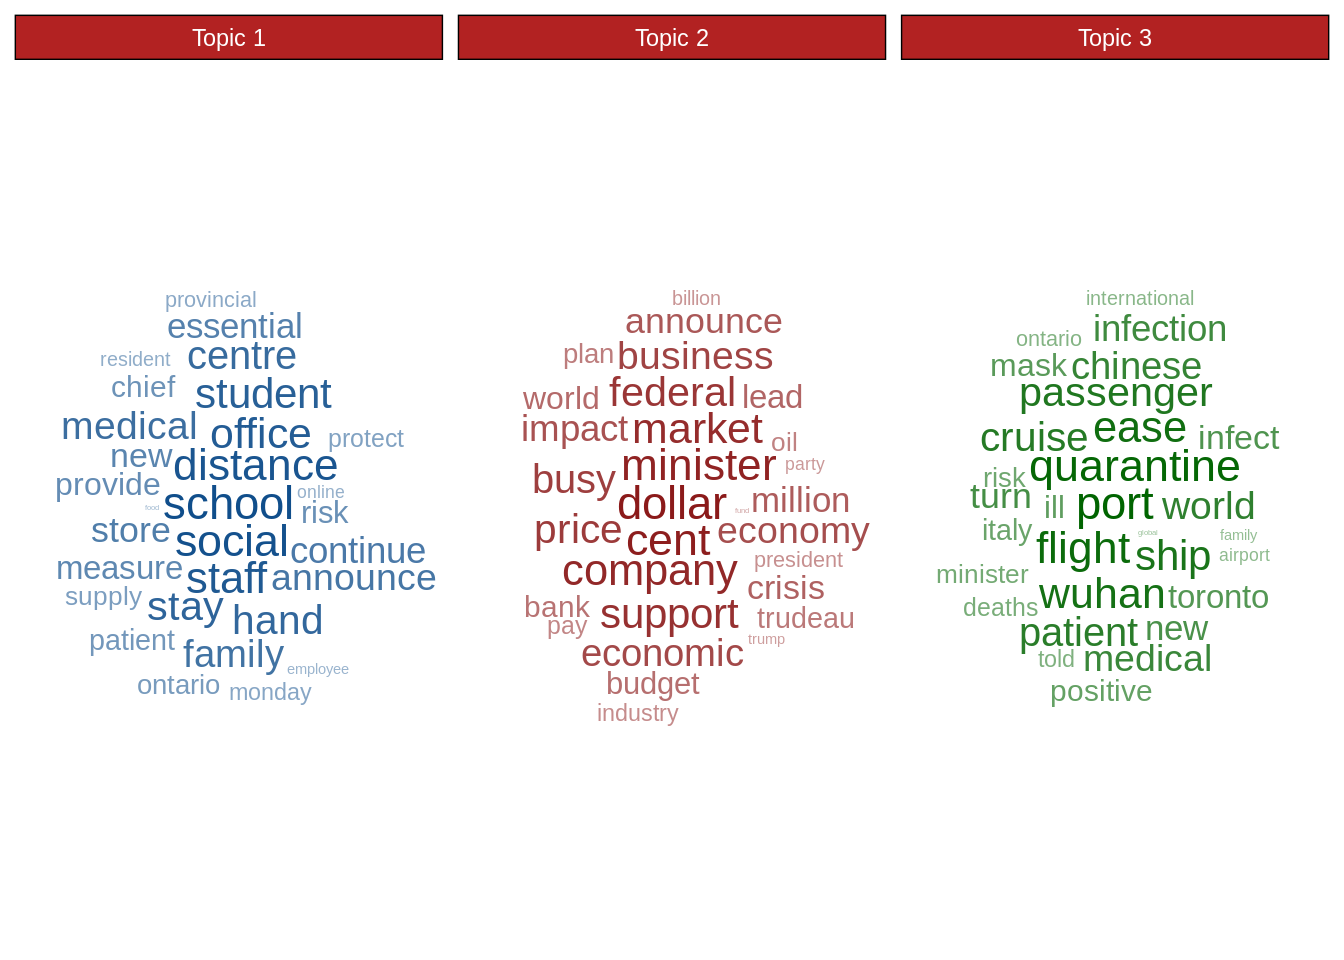 Topic 1
Topic 2
Topic 3
provincial
essential
resident
centre
chief
student
medical
office
protect
new
distance
provide
school
online
food
risk
store
social
continue
measure
staff
announce
supply
stay
hand
patient
family
employee
ontario
monday
billion
announce
plan
business
world
federal
lead
impact
market
oil
minister
party
busy
dollar
fund
million
price
cent
economy
company
president
crisis
bank
support
trudeau
pay
trump
economic
budget
industry
international
infection
ontario
mask
chinese
passenger
cruise
ease
infect
risk
quarantine
turn
ill
port
world
italy
flight
global
ship
family
airport
minister
wuhan
toronto
deaths
patient
new
told
medical
positive